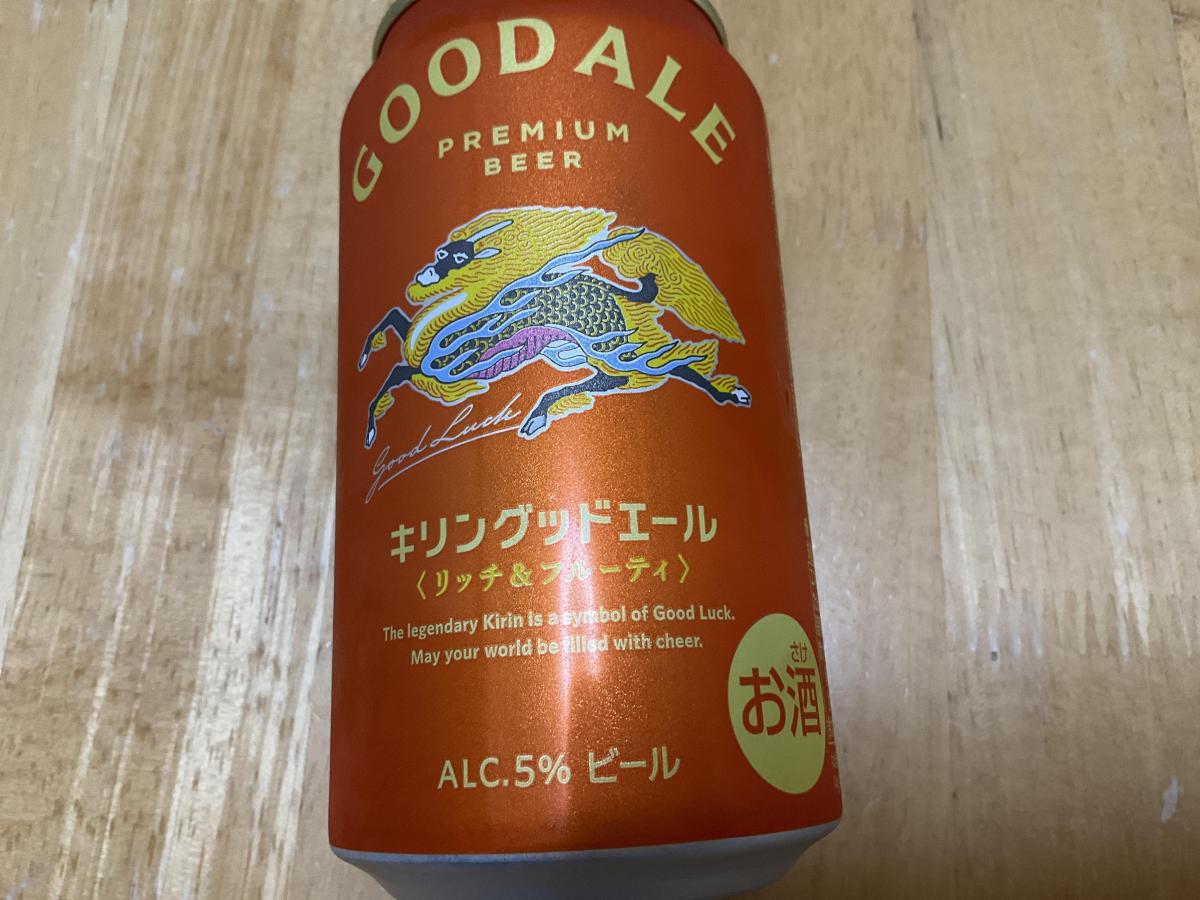 GOOD ALE
PREMIUM
BEER
Good Luck
キリングッドエール
〈リッチ&フルーティ〉
The legendary Kirin is a symbol of Good Luck.
May your world be filled with cheer.
さけ
お酒
ALC.5% ビール